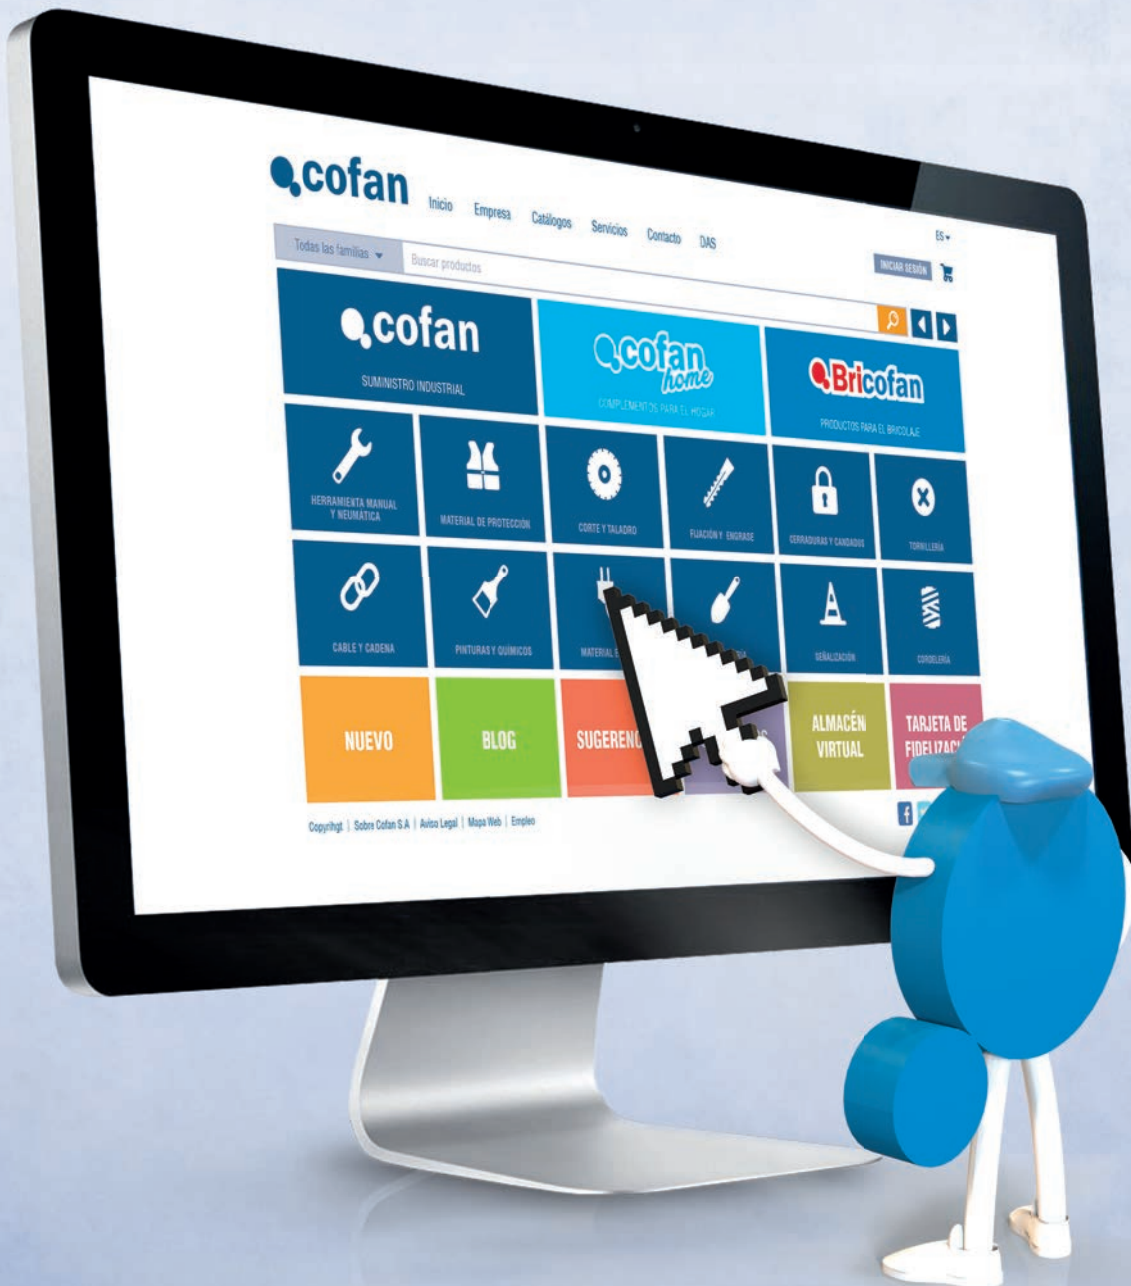 cofan
Inicio Empresa Catálogos Servicios Contacto DAS
ES
Todas las familias
Buscar productos
INICIAR SESIÓN
cofan
SUMINISTRO INDUSTRIAL
cofan
home
COMPLEMENTOS PARA EL HOGAR
Bricofan
PRODUCTOS PARA EL BRICOLAJE
HERRAMIENTA MANUAL
Y NEUMÁTICA
MATERIAL DE PROTECCIÓN
CORTE Y TALADRO
FIJACIÓN Y ENGRASE
CERRADURAS Y CANDADOS
TORNILLERÍA
CABLE Y CADENA
PINTURAS Y QUÍMICOS
MATERIAL
SEÑALIZACIÓN
CORDELERÍA
NUEVO
BLOG
SUGERENC
ALMACÉN
VIRTUAL
TARJETA DE
FIDELIZACIÓ
Copyrihgt | Sobre Cofan S.A | Aviso Legal | Mapa Web | Empleo
f